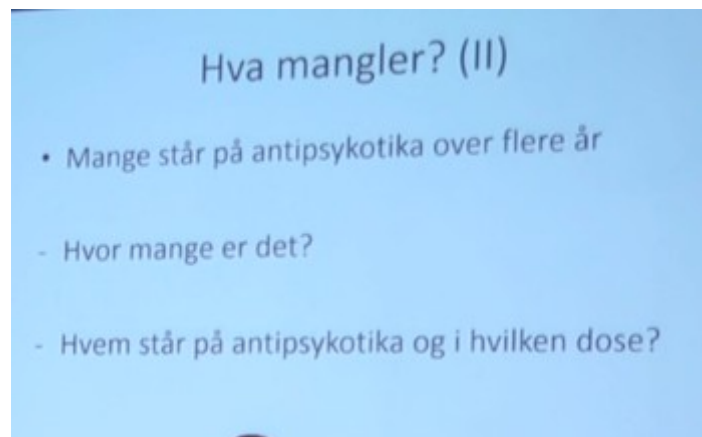 Hva mangler? (II)
• Mange står på antipsykotika over flere år
- Hvor mange er det?
- Hvem står på antipsykotika og i hvilken dose?